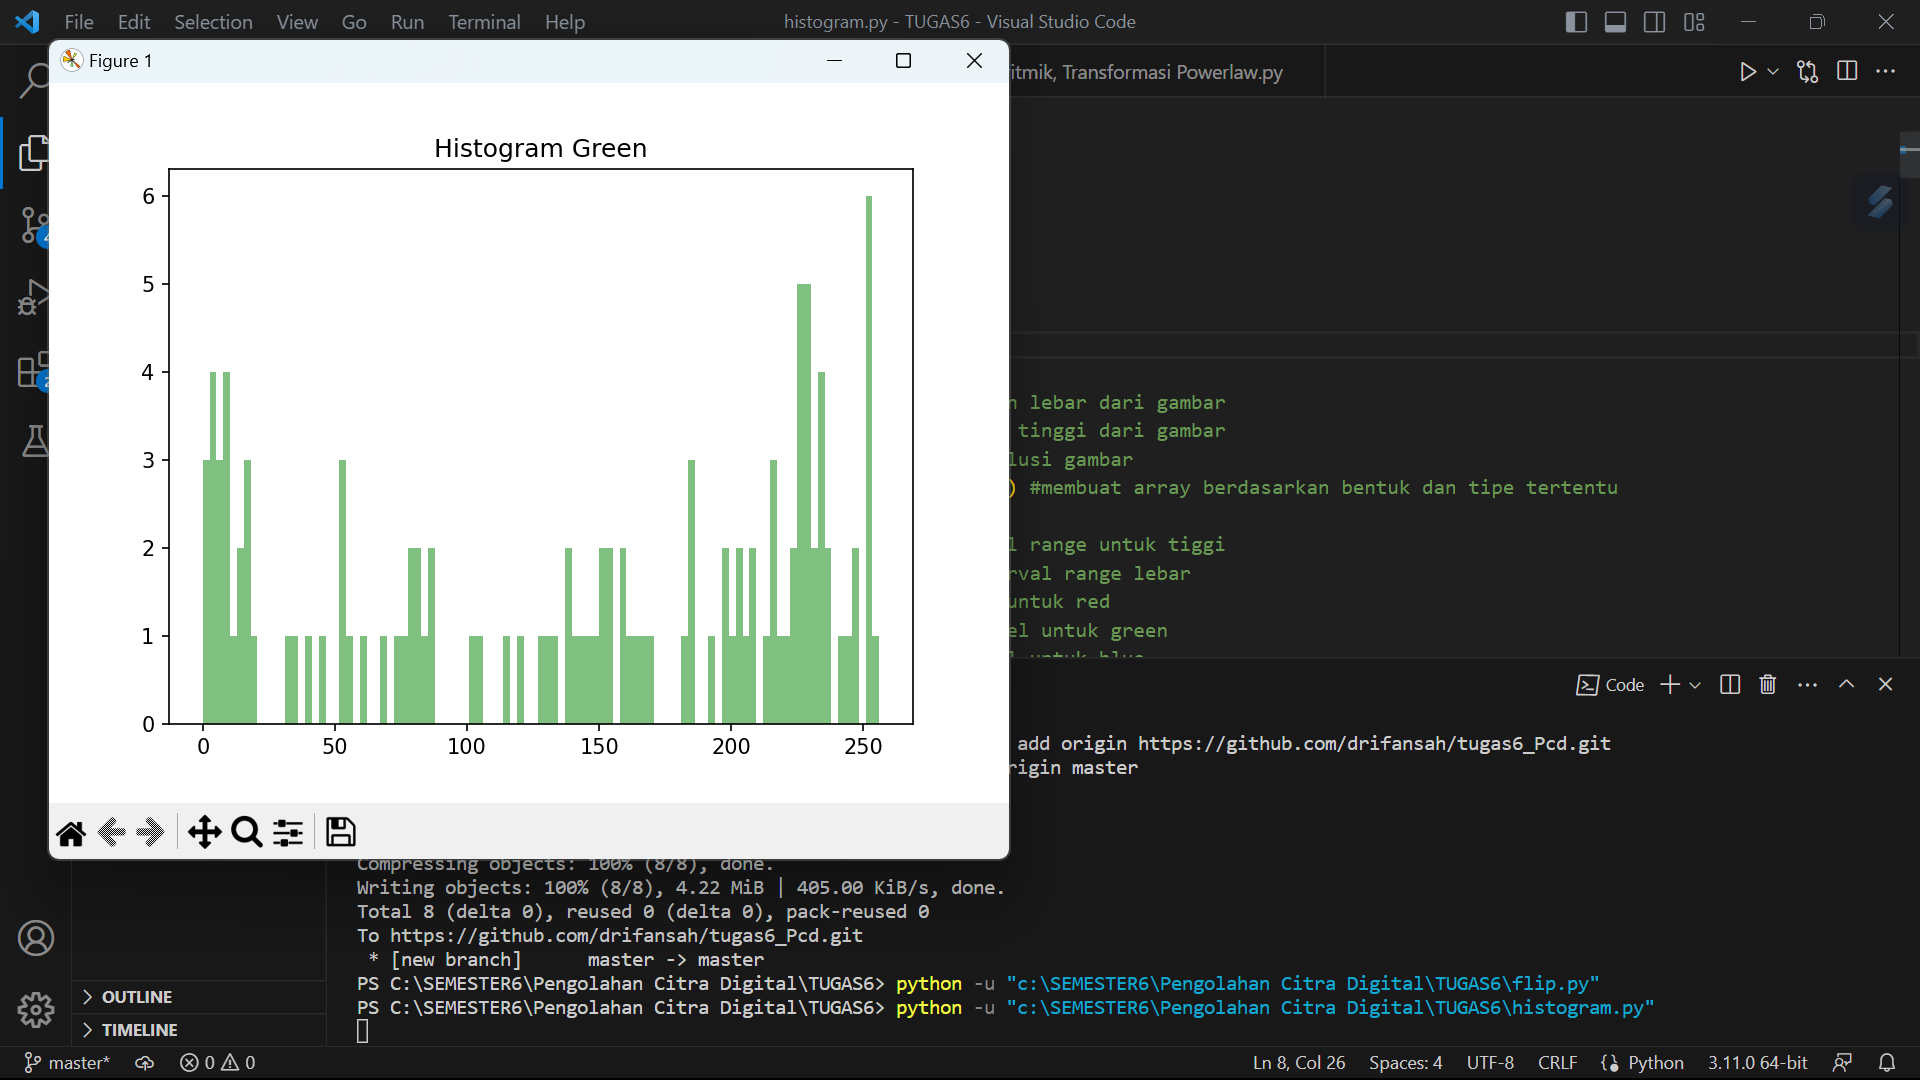 File Edit Selection View Go Run Terminal Help
histogram.py - TUGAS6 - Visual Studio Code
Figure 1
Transformasi Powerlaw.py
Histogram Green
6
5
4
3
2
1
0
0 50 100 150 200 250
lebar dari gambar
tinggi dari gambar
gambar
) #membuat array berdasarkan bentuk dan tipe tertentu
range untuk tiggi
range lebar
untuk red
untuk green
Code
add origin https://github.com/drifansah/tugas6_Pcd.git
master
Compressing objects: 100% (8/8), done.
Writing objects: 100% (8/8), 4.22 MiB | 405.00 KiB/s, done.
Total 8 (delta 0), reused 0 (delta 0), pack-reused 0
To https://github.com/drifansah/tugas6_Pcd.git
* [new branch] master -> master
PS C:\SEMESTER6\Pengolahan Citra Digital\TUGAS6> python -u "c:\SEMESTER6\Pengolahan Citra Digital\TUGAS6\flip.py"
PS C:\SEMESTER6\Pengolahan Citra Digital\TUGAS6> python -u "c:\SEMESTER6\Pengolahan Citra Digital\TUGAS6\histogram.py"
OUTLINE
TIMELINE
master* 0 0 Ln 8, Col 26 Spaces: 4 UTF-8 CRLF Python 3.11.0 64-bit